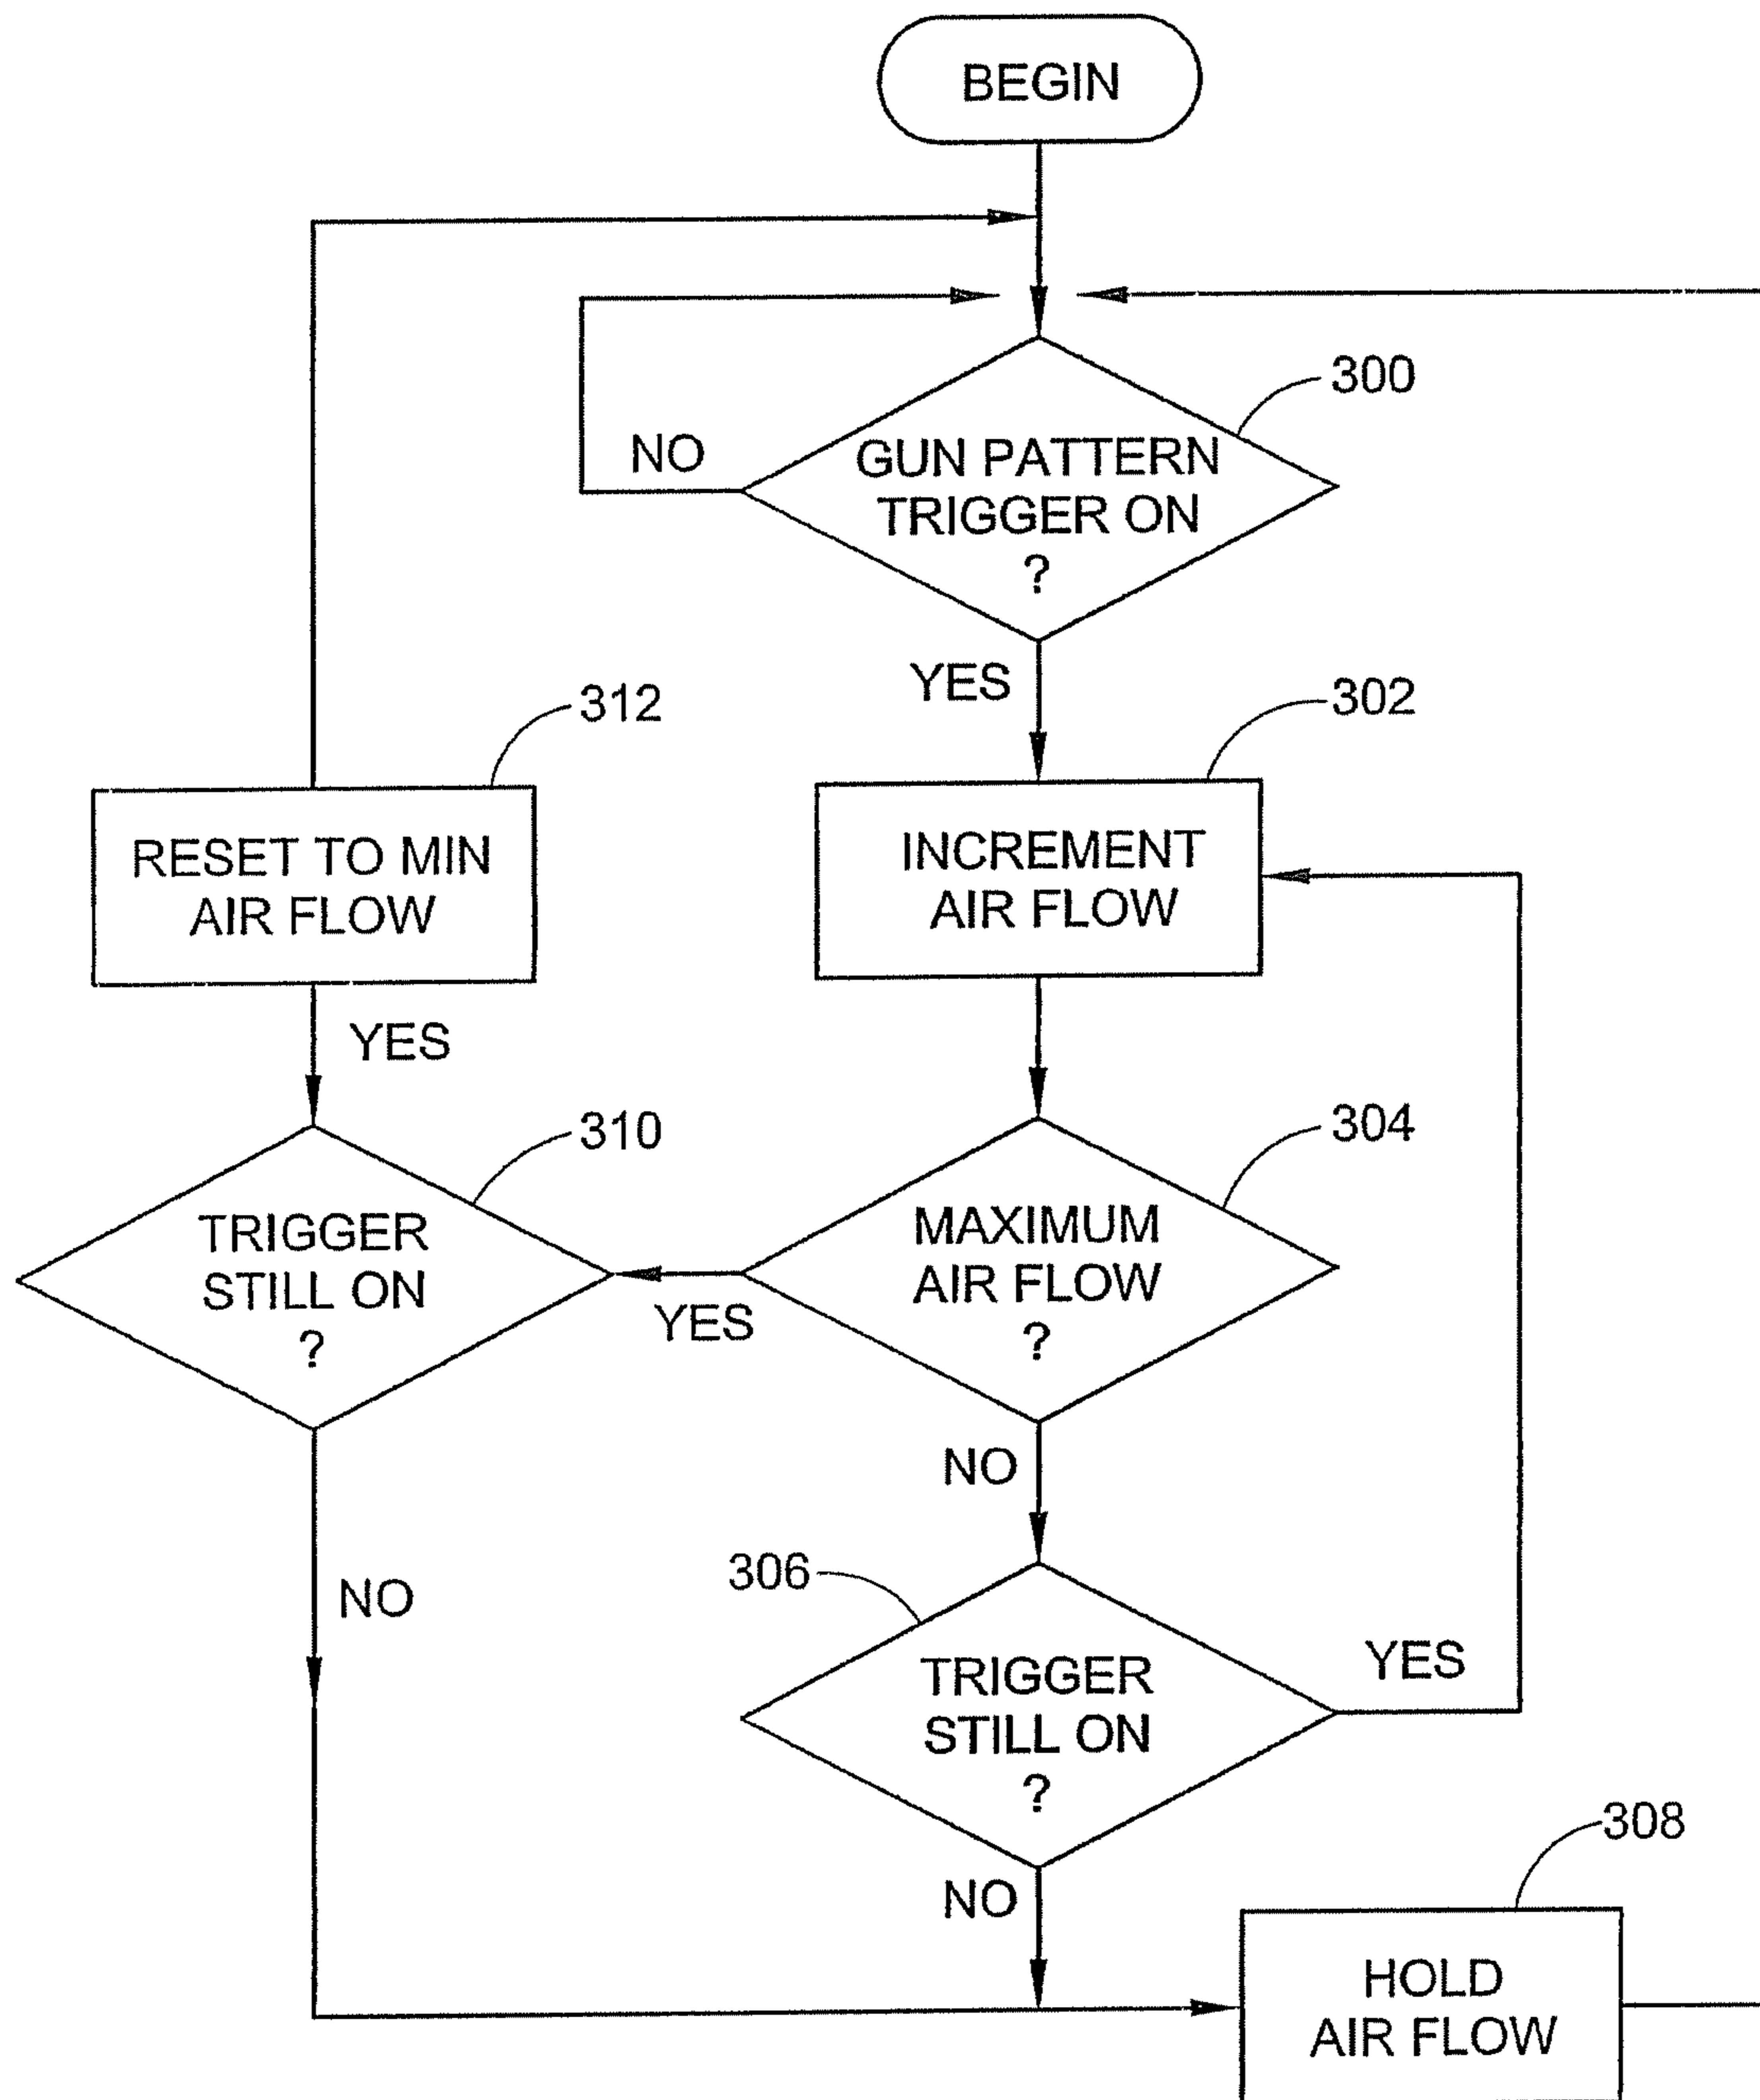 BEGIN
300
NO
GUN PATTERN
TRIGGER ON
?
YES
312
302
RESET TO MIN
AIR FLOW
INCREMENT
AIR FLOW
YES
310
304
TRIGGER
STILL ON
?
YES
MAXIMUM
AIR FLOW
?
NO
306
NO
TRIGGER
STILL ON
?
YES
NO
308
HOLD
AIR FLOW